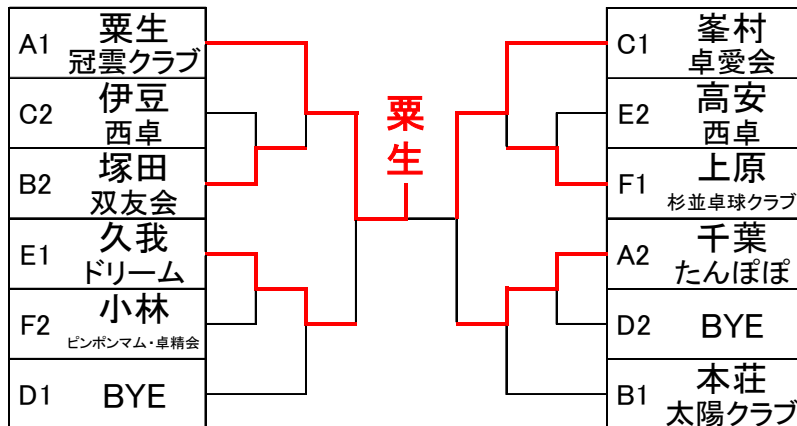 A1
粟生
冠雲クラブ
C2
伊豆
西卓
B2
塚田
双友会
E1
久我
ドリーム
F2
小林
ピンポンマム・卓精会
D1
BYE
粟生
C1
峯村
卓愛会
E2
高安
西卓
F1
上原
杉並卓球クラブ
A2
千葉
たんぽぽ
D2
BYE
B1
本荘
太陽クラブ